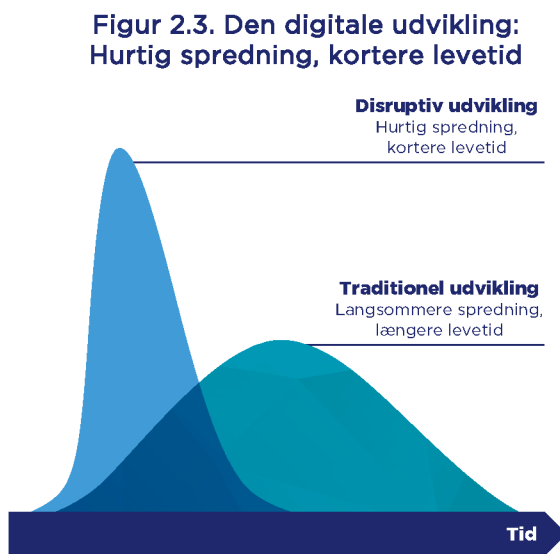 Figur 2.3. Den digitale udvikling:
Hurtig spredning, kortere levetid
Disruptiv udvikling
Hurtig spredning,
kortere levetid
Traditionel udvikling
Langsommere spredning,
længere levetid
Tid